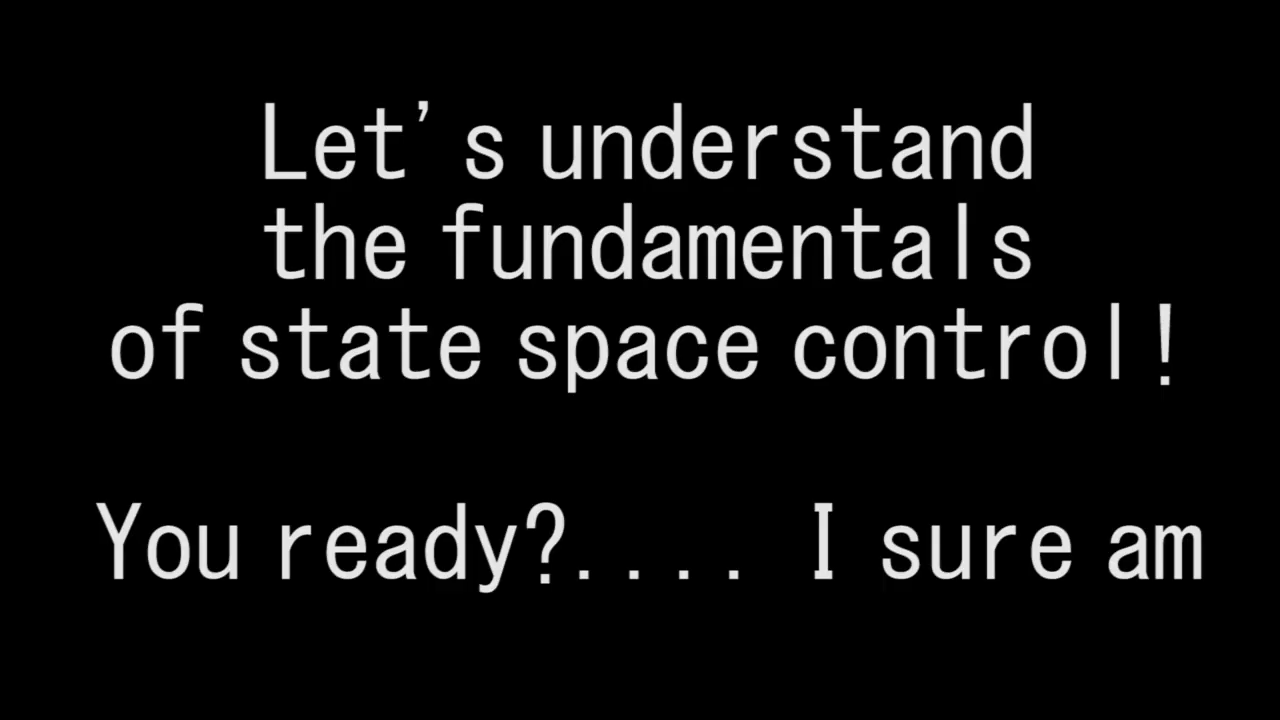 Let's understand
the fundamentals
of state space control!
You ready?.... I sure am